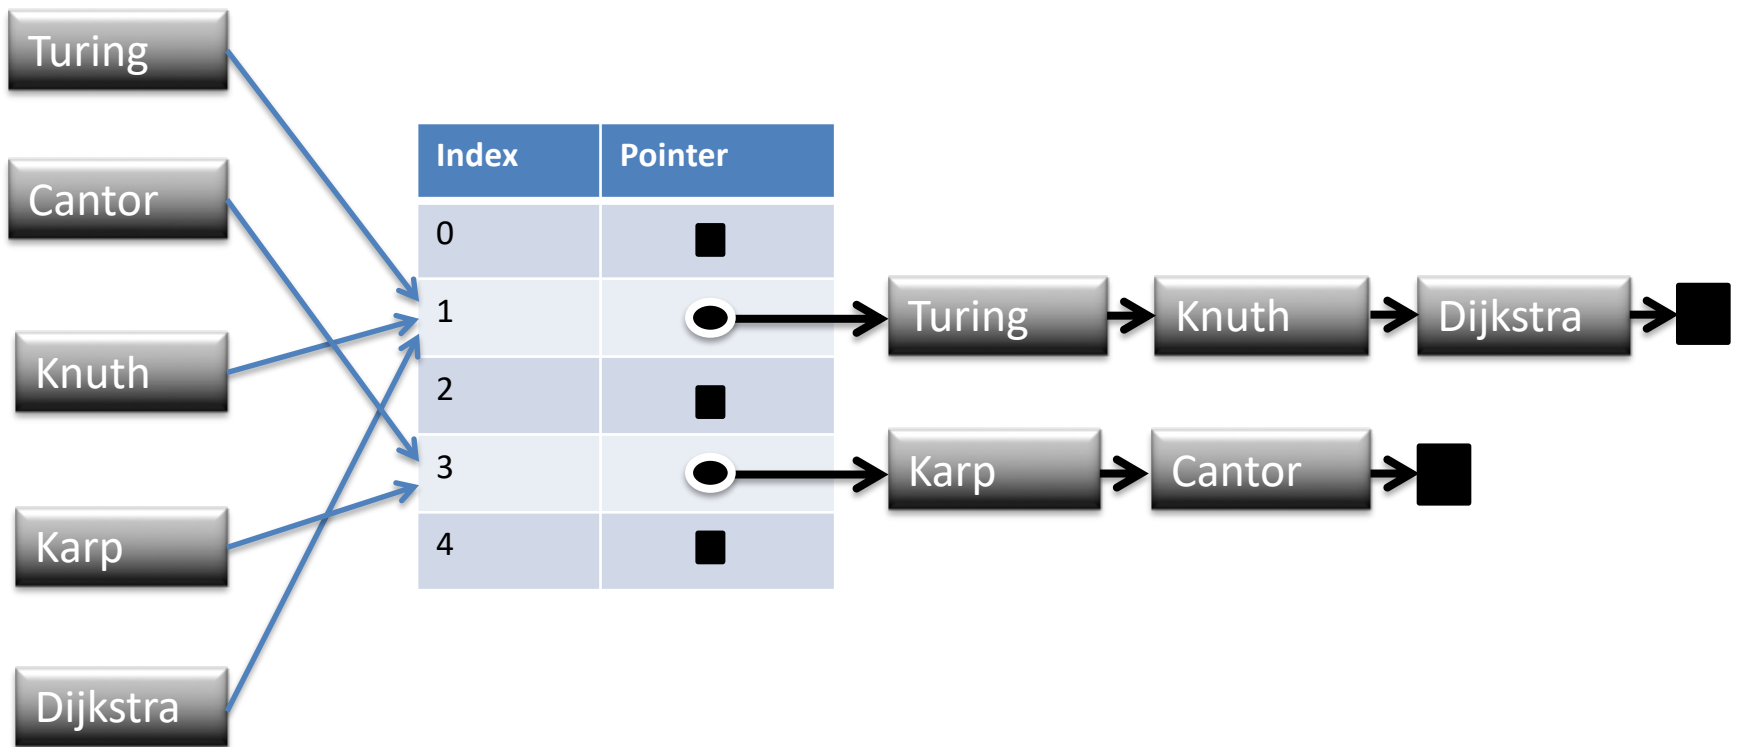 Turing
Cantor
Knuth
Karp
Dijkstra
Index Pointer
0
1
2
3
4
Turing Knuth Dijkstra
Karp Cantor